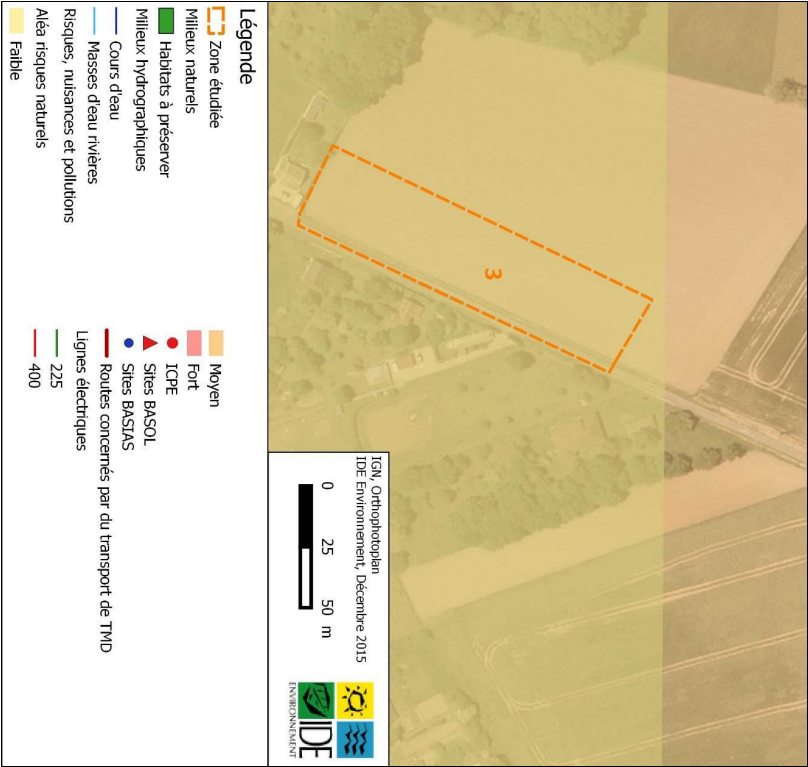 3
IGN, Orthophotoplan
IDE Environnement, Décembre 2015
0 25 50 m
IDE
ENVIRONNEMENT
Légende
Zone étudiée
Milieux naturels
Habitats à préserver
Milieux hydrographiques
Cours d'eau
Masses d'eau rivières
Risques, nuisances et pollutions
Aléa risques naturels
Faible
Moyen
Fort
ICPE
Sites BASOL
Sites BASIAS
Routes concernés par du transport de TMD
Lignes électriques
225
400